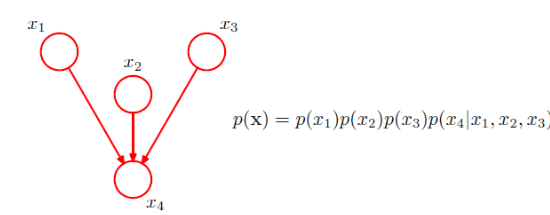 x₁
x₃
x₂
p(𝐱) = p(x₁)p(x₂)p(x₃)p(x₄|x₁, x₂, x₃)
x₄